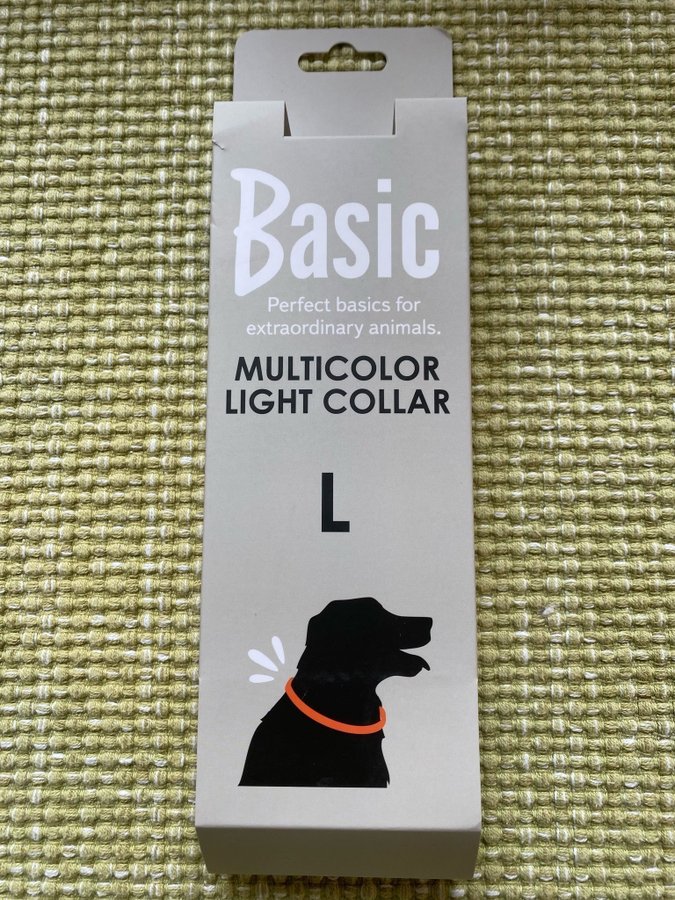 Basic
Perfect basics for
extraordinary animals.
MULTICOLOR
LIGHT COLLAR
L